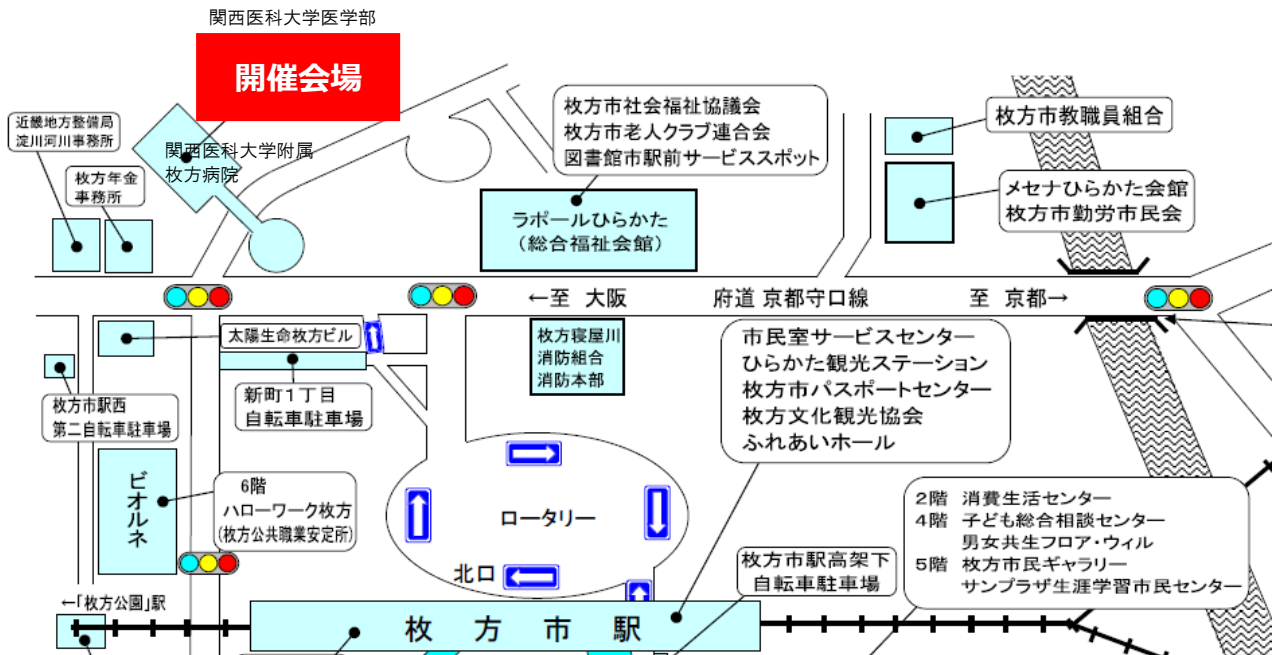 関西医科大学医学部
開催会場
近畿地方整備局
淀川河川事務所
枚方年金
事務所
関西医科大学附属
枚方病院
枚方市社会福祉協議会
枚方市老人クラブ連合会
図書館市駅前サービススポット
ラポールひらかた
(総合福祉会館)
枚方市教職員組合
メセナひらかた会館
枚方市勤労市民会
←至 大阪
府道 京都守口線
至 京都→
太陽生命枚方ビル
新町1丁目
自転車駐車場
枚方市駅西
第二自転車駐車場
枚方寝屋川
消防組合
消防本部
市民室サービスセンター
ひらかた観光ステーション
枚方市パスポートセンター
枚方文化観光協会
ふれあいホール
ビオルネ
6階
ハローワーク枚方
(枚方公共職業安定所)
ロータリー
北口
枚方市駅高架下
自転車駐車場
2階 消費生活センター
4階 子ども総合相談センター
男女共生フロア・ウィル
5階 枚方市民ギャラリー
サンプラザ生涯学習市民センター
←「枚方公園」駅
枚方市駅